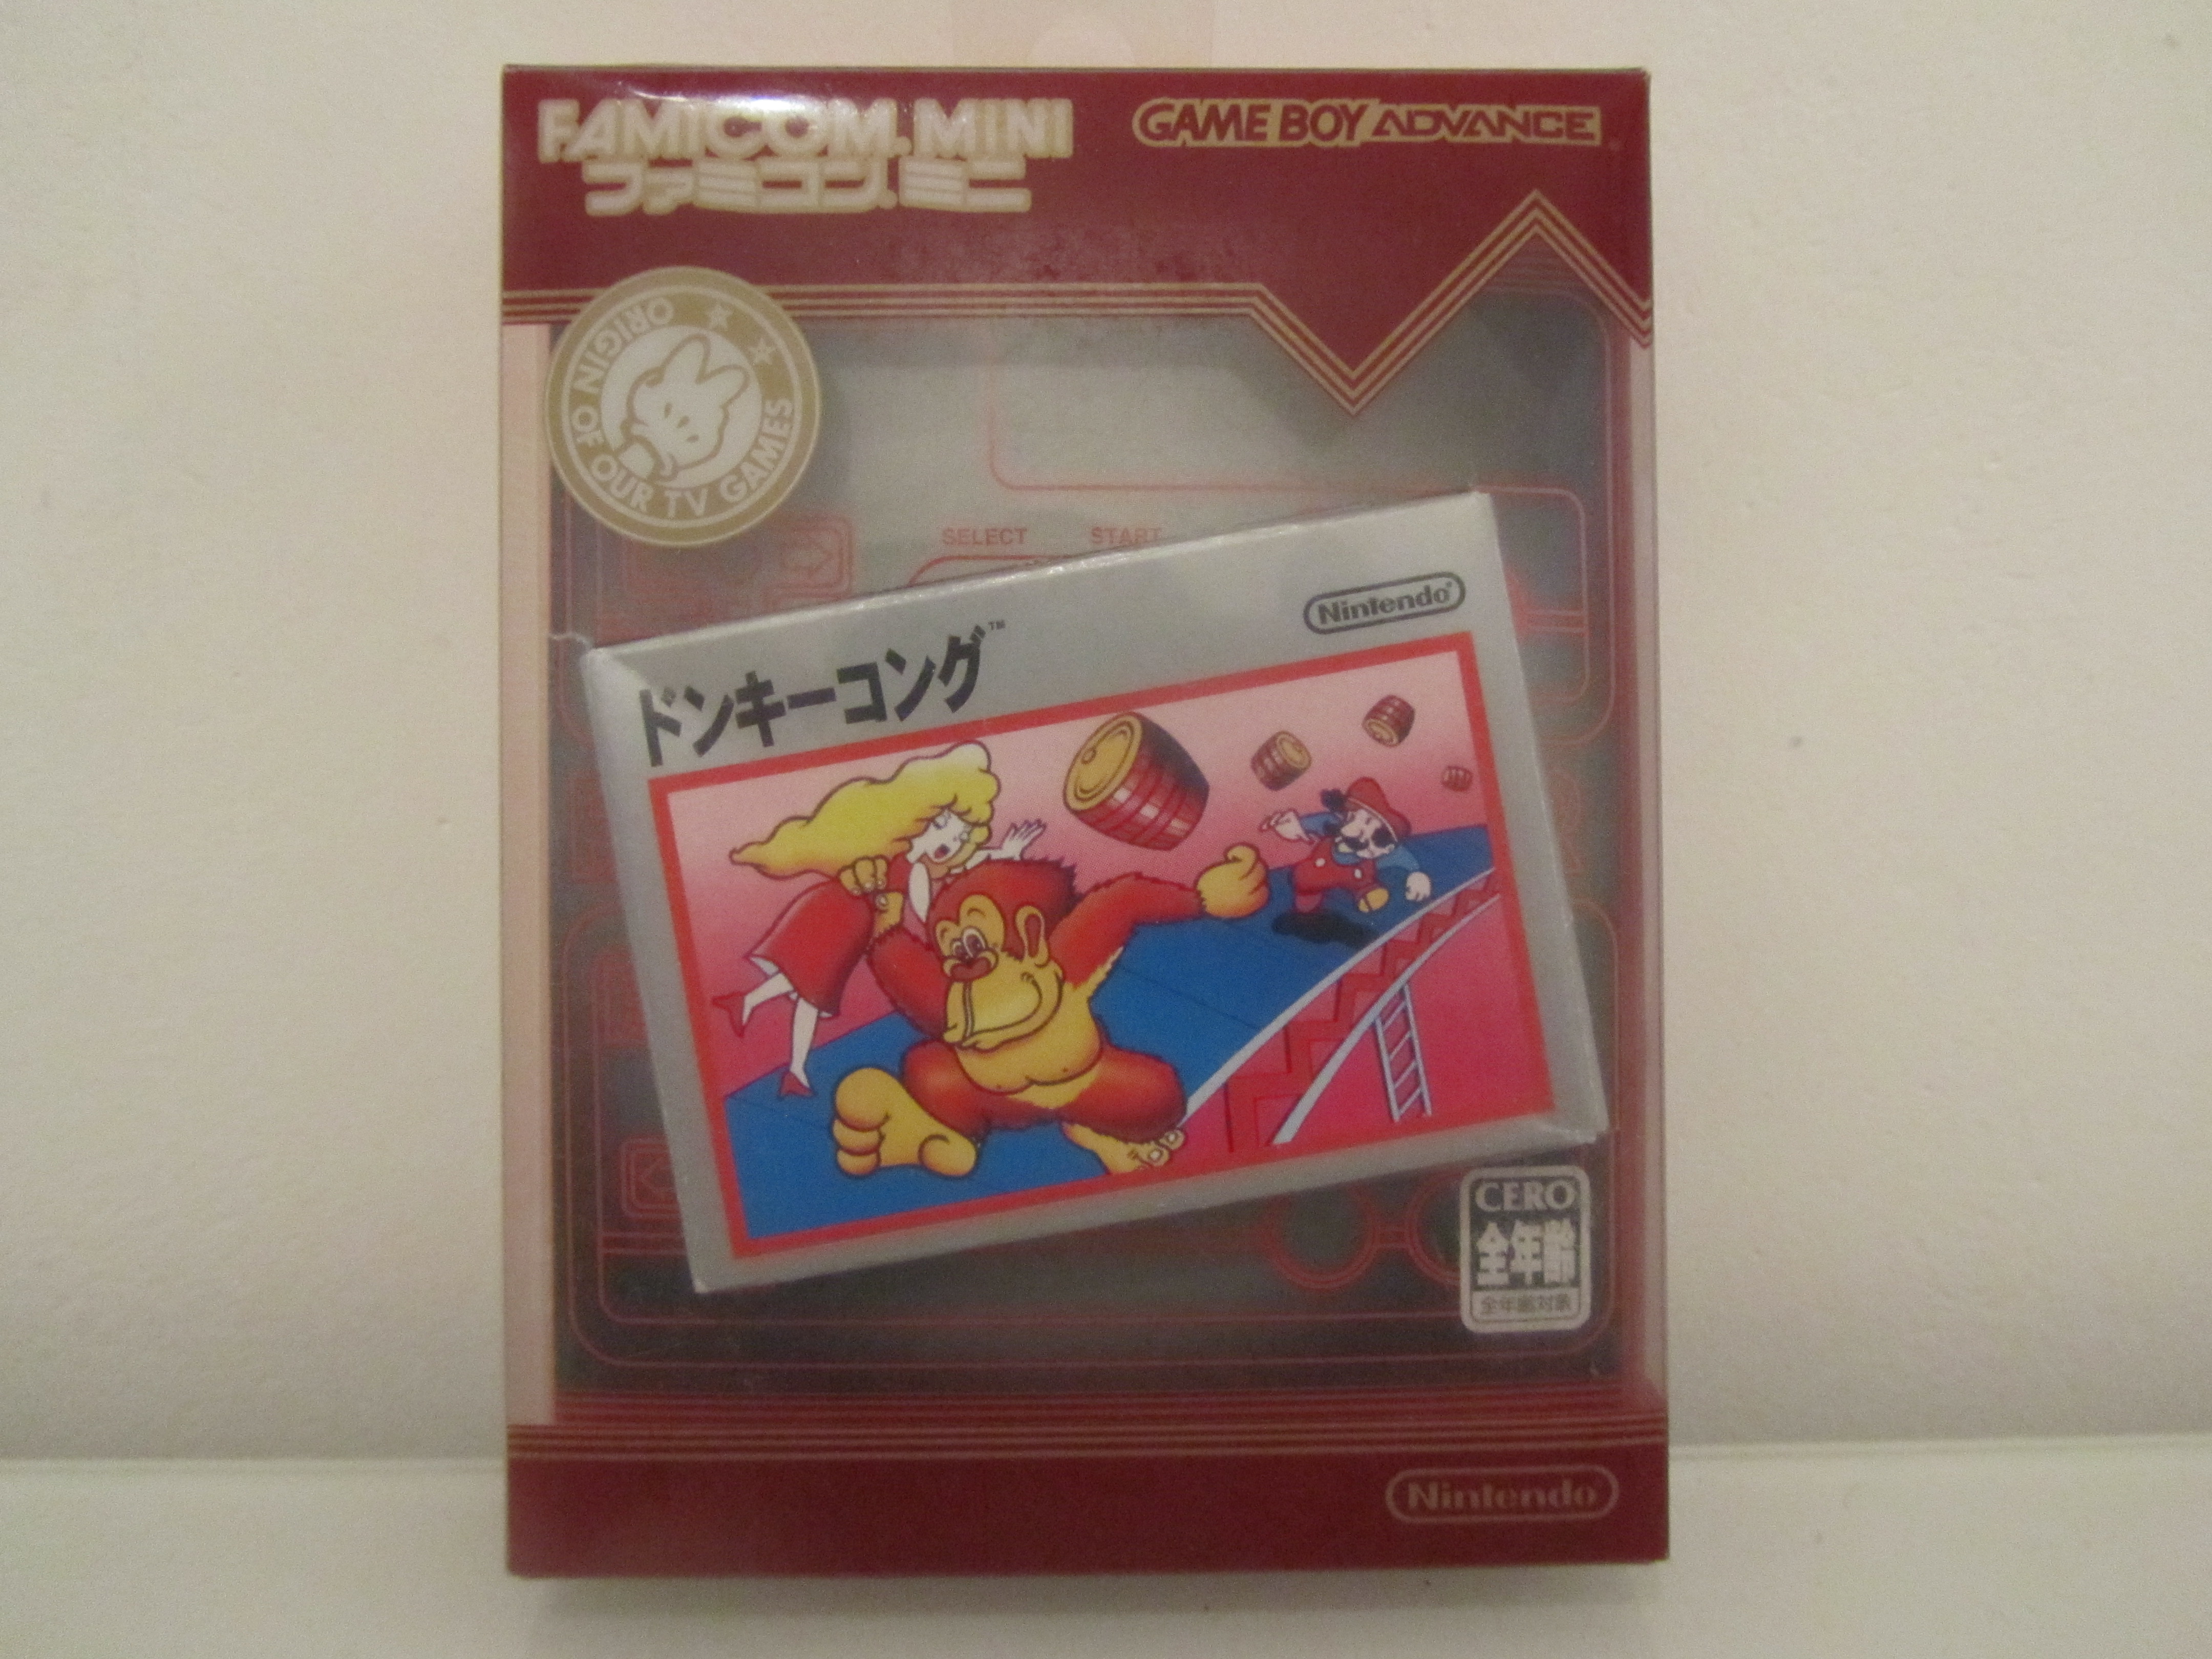 FAMICOM MINI
ファミコンミニ
GAME BOY ADVANCE
ORIGIN OF OUR TV GAMES
SELECT START
ドンキーコング™
Nintendo®
CERO
全年齢
全年齢対象
Nintendo